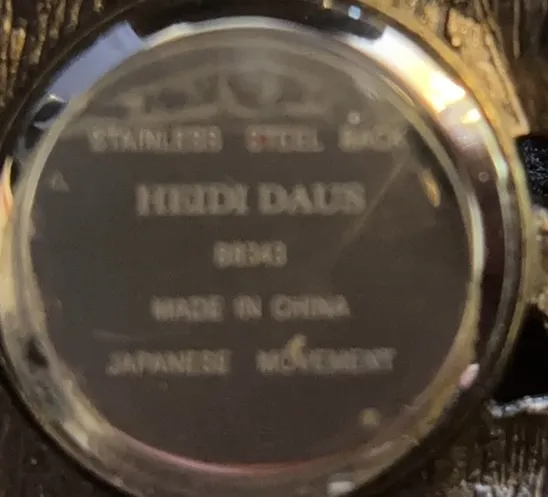 STAINLESS STEEL BACK
HEIDI DAUS
MADE IN CHINA
JAPANESE MOVEMENT